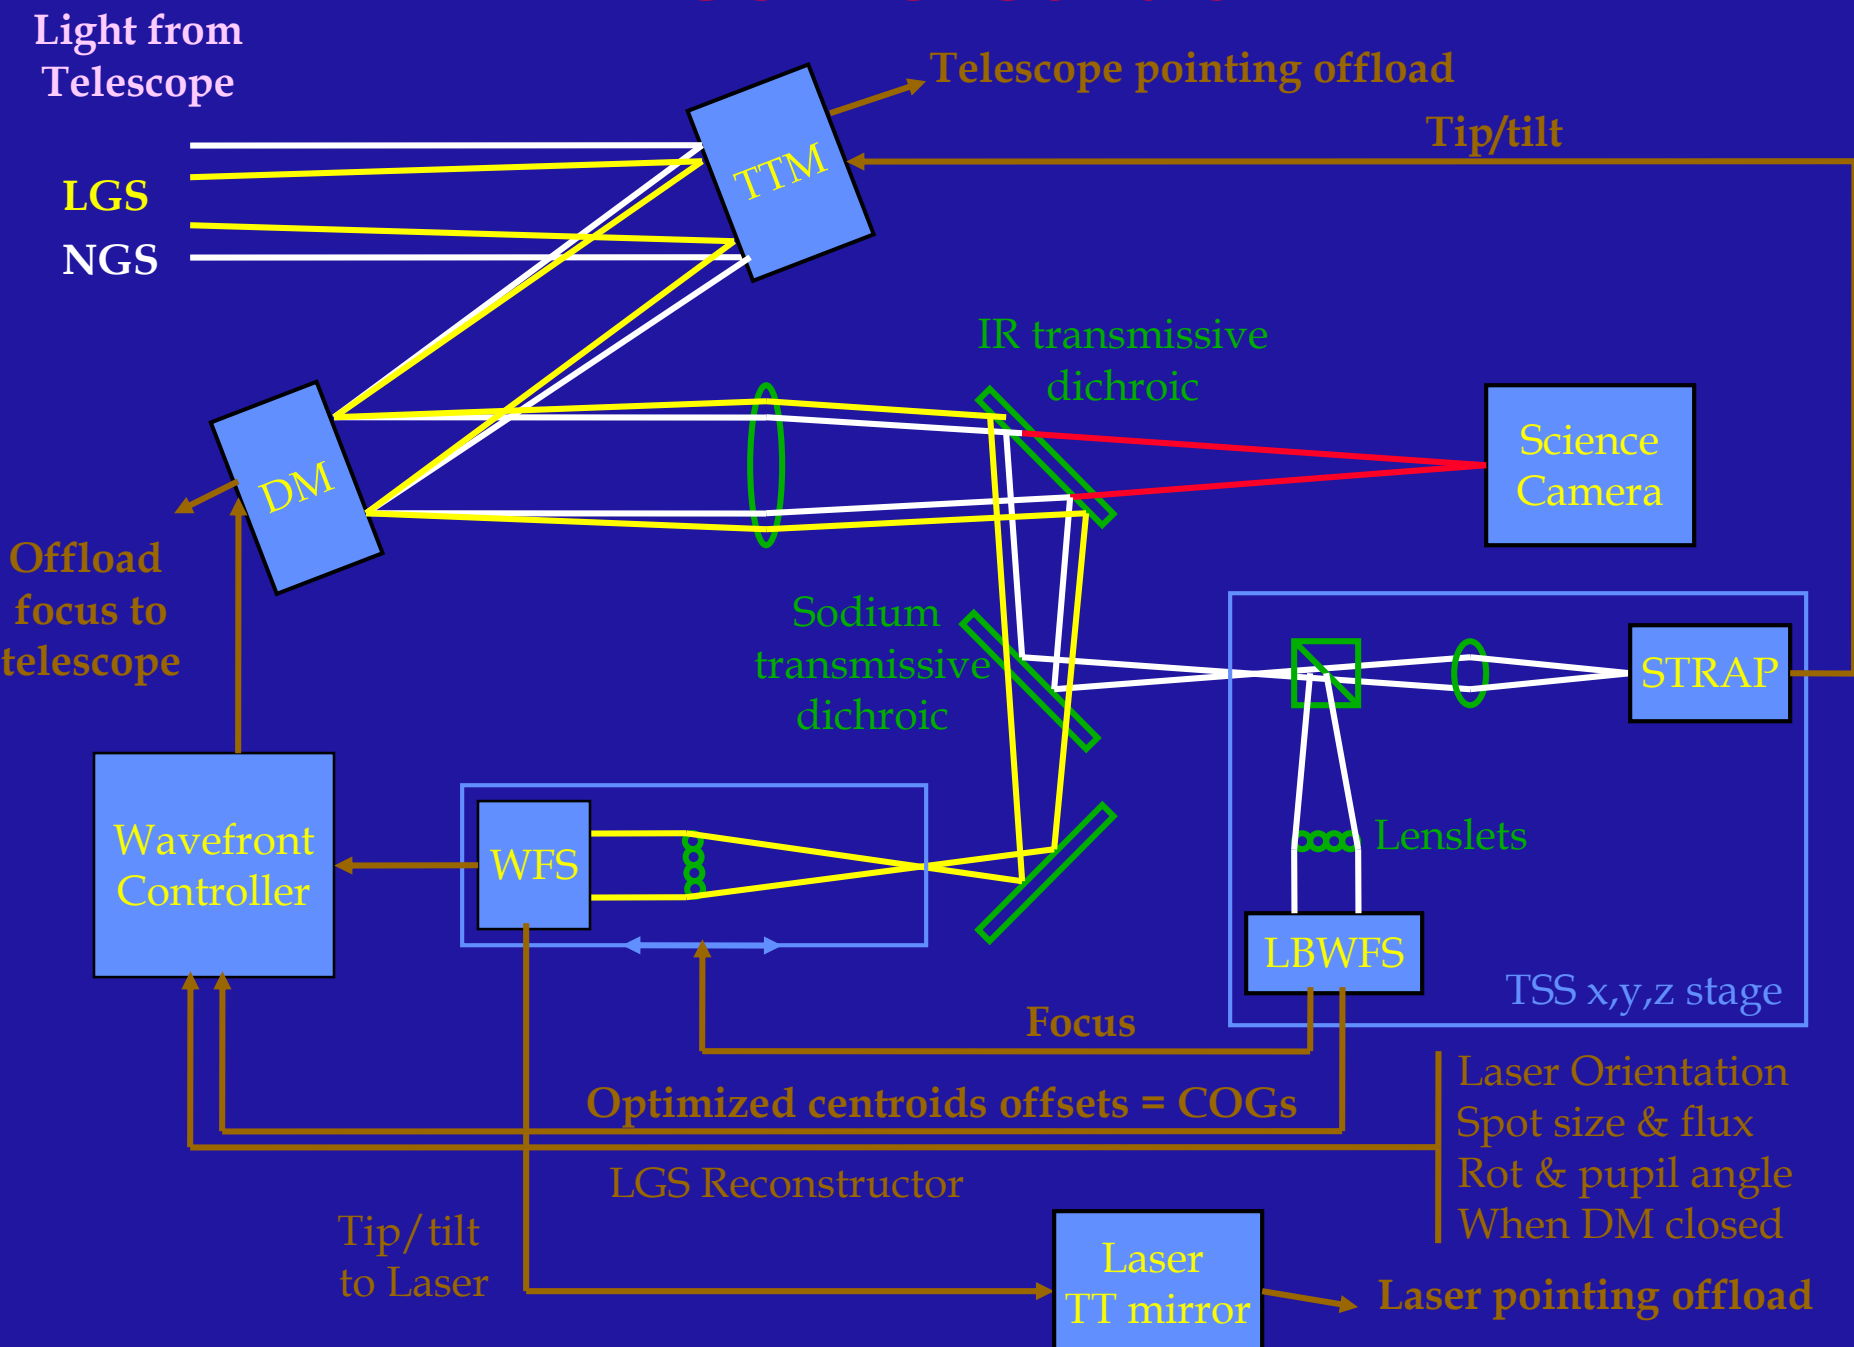 Light from
Telescope
Telescope pointing offload
Tip/tilt
TTM
LGS
NGS
IR transmissive
dichroic
Science
Camera
DM
Offload
focus to
telescope
Sodium
transmissive
dichroic
STRAP
Wavefront
Controller
WFS
Lenslets
LBWFS
TSS x,y,z stage
Focus
Optimized centroids offsets = COGs
LGS Reconstructor
Laser Orientation
Spot size & flux
Rot & pupil angle
When DM closed
Tip/tilt
to Laser
Laser
TT mirror
Laser pointing offload